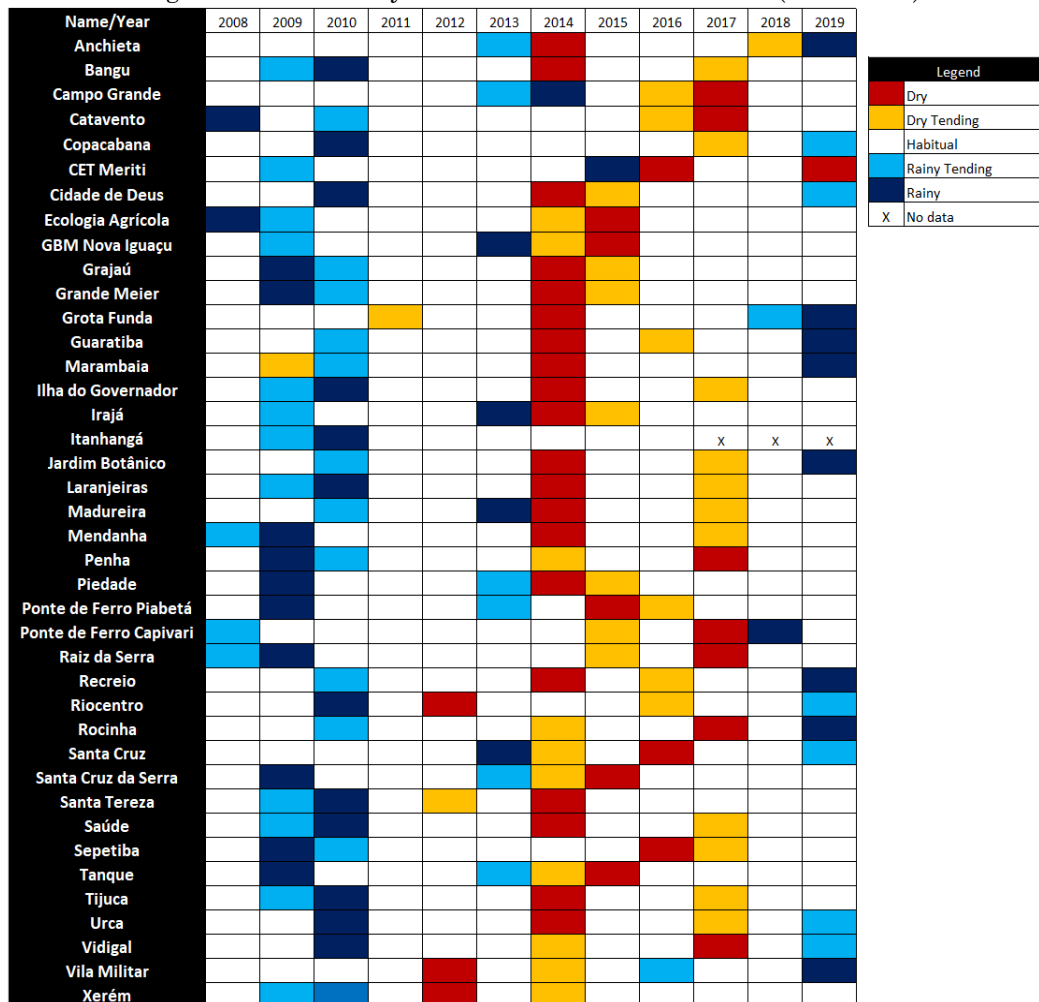 Name/Year 2008 2009 2010 2011 2012 2013 2014 2015 2016 2017 2018 2019
Anchieta
Bangu
Campo Grande
Catavento
Copacabana
CET Meriti
Cidade de Deus
Ecologia Agrícola
GBM Nova Iguaçu
Grajaú
Grande Meier
Grota Funda
Guaratiba
Marambaia
Ilha do Governador
Irajá
Itanhangá X X X
Jardim Botânico
Laranjeiras
Madureira
Mendanha
Penha
Piedade
Ponte de Ferro Piabetá
Ponte de Ferro Capivari
Raiz da Serra
Recreio
Riocentro
Rocinha
Santa Cruz
Santa Cruz da Serra
Santa Tereza
Saúde
Sepetiba
Tanque
Tijuca
Urca
Vidigal
Vila Militar
Xerém
Legend
Dry
Dry Tending
Habitual
Rainy Tending
Rainy
X No data